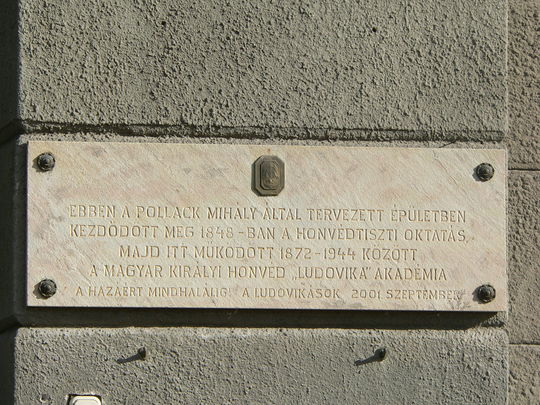 EBBEN A POLLACK MIHÁLY ÁLTAL TERVEZETT ÉPÜLETBEN
KEZDŐDÖTT MEG 1848-BAN A HONVÉDTISZTI OKTATÁS,
MAJD ITT MŰKÖDÖTT 1872-1944 KÖZÖTT
A MAGYAR KIRÁLYI HONVÉD „LUDOVIKA" AKADÉMIA
"A HAZÁÉRT MINDHALÁLIG" A LUDOVIKÁSOK 2001. SZEPTEMBER